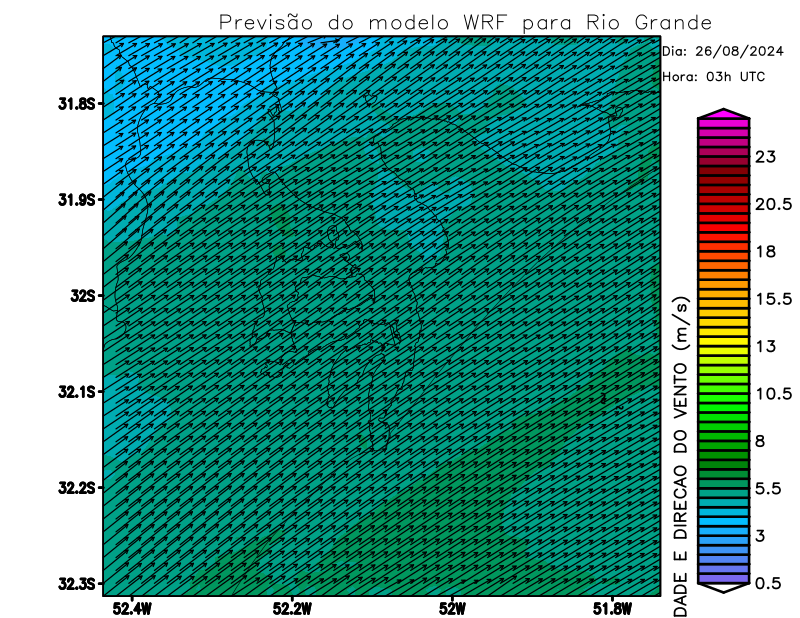 Previsão do modelo WRF para Rio Grande
Dia: 26/08/2024
Hora: 03h UTC
31.8S
31.9S
32S
32.1S
32.2S
32.3S
52.4W
52.2W
52W
51.8W
23
20.5
18
15.5
13
10.5
8
5.5
3
0.5
DADE E DIRECAO DO VENTO (m/s)